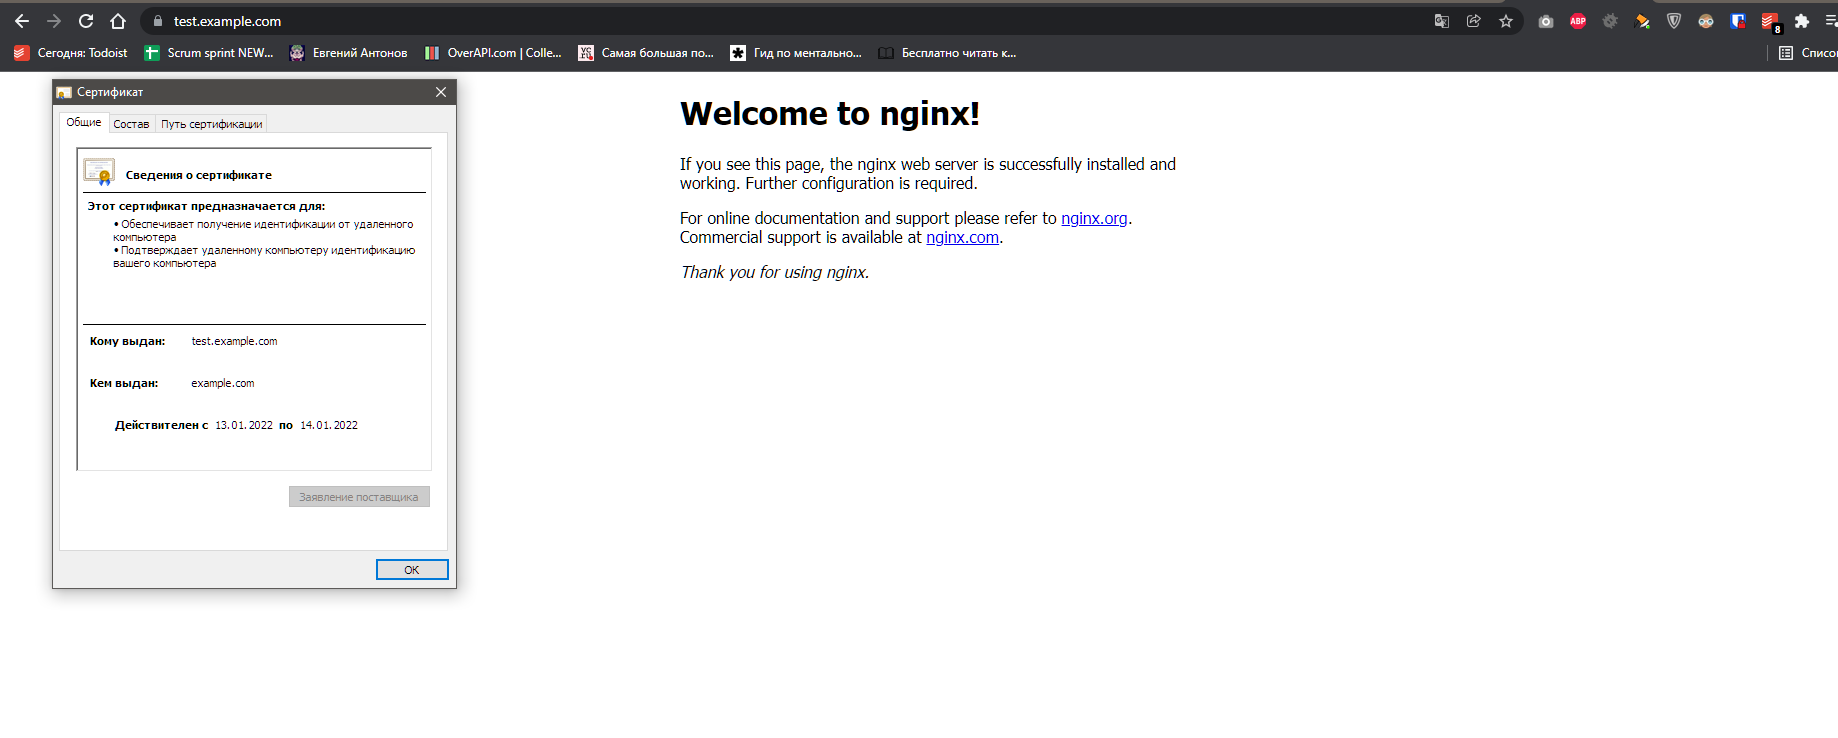 test.example.com
ABP
8
Сегодня: Todoist
Scrum sprint NEW...
Евгений Антонов
OverAPI.com | Colle...
Самая большая по...
Гид по ментально...
Бесплатно читать к...
Списо
Сертификат
Общие
Состав
Путь сертификации
Сведения о сертификате
Этот сертификат предназначается для:
• Обеспечивает получение идентификации от удаленного
компьютера
• Подтверждает удаленному компьютеру идентификацию
вашего компьютера
Кому выдан: test.example.com
Кем выдан: example.com
Действителен с 13.01.2022 по 14.01.2022
Заявление поставщика
OK
Welcome to nginx!
If you see this page, the nginx web server is successfully installed and
working. Further configuration is required.
For online documentation and support please refer to nginx.org.
Commercial support is available at nginx.com.
Thank you for using nginx.